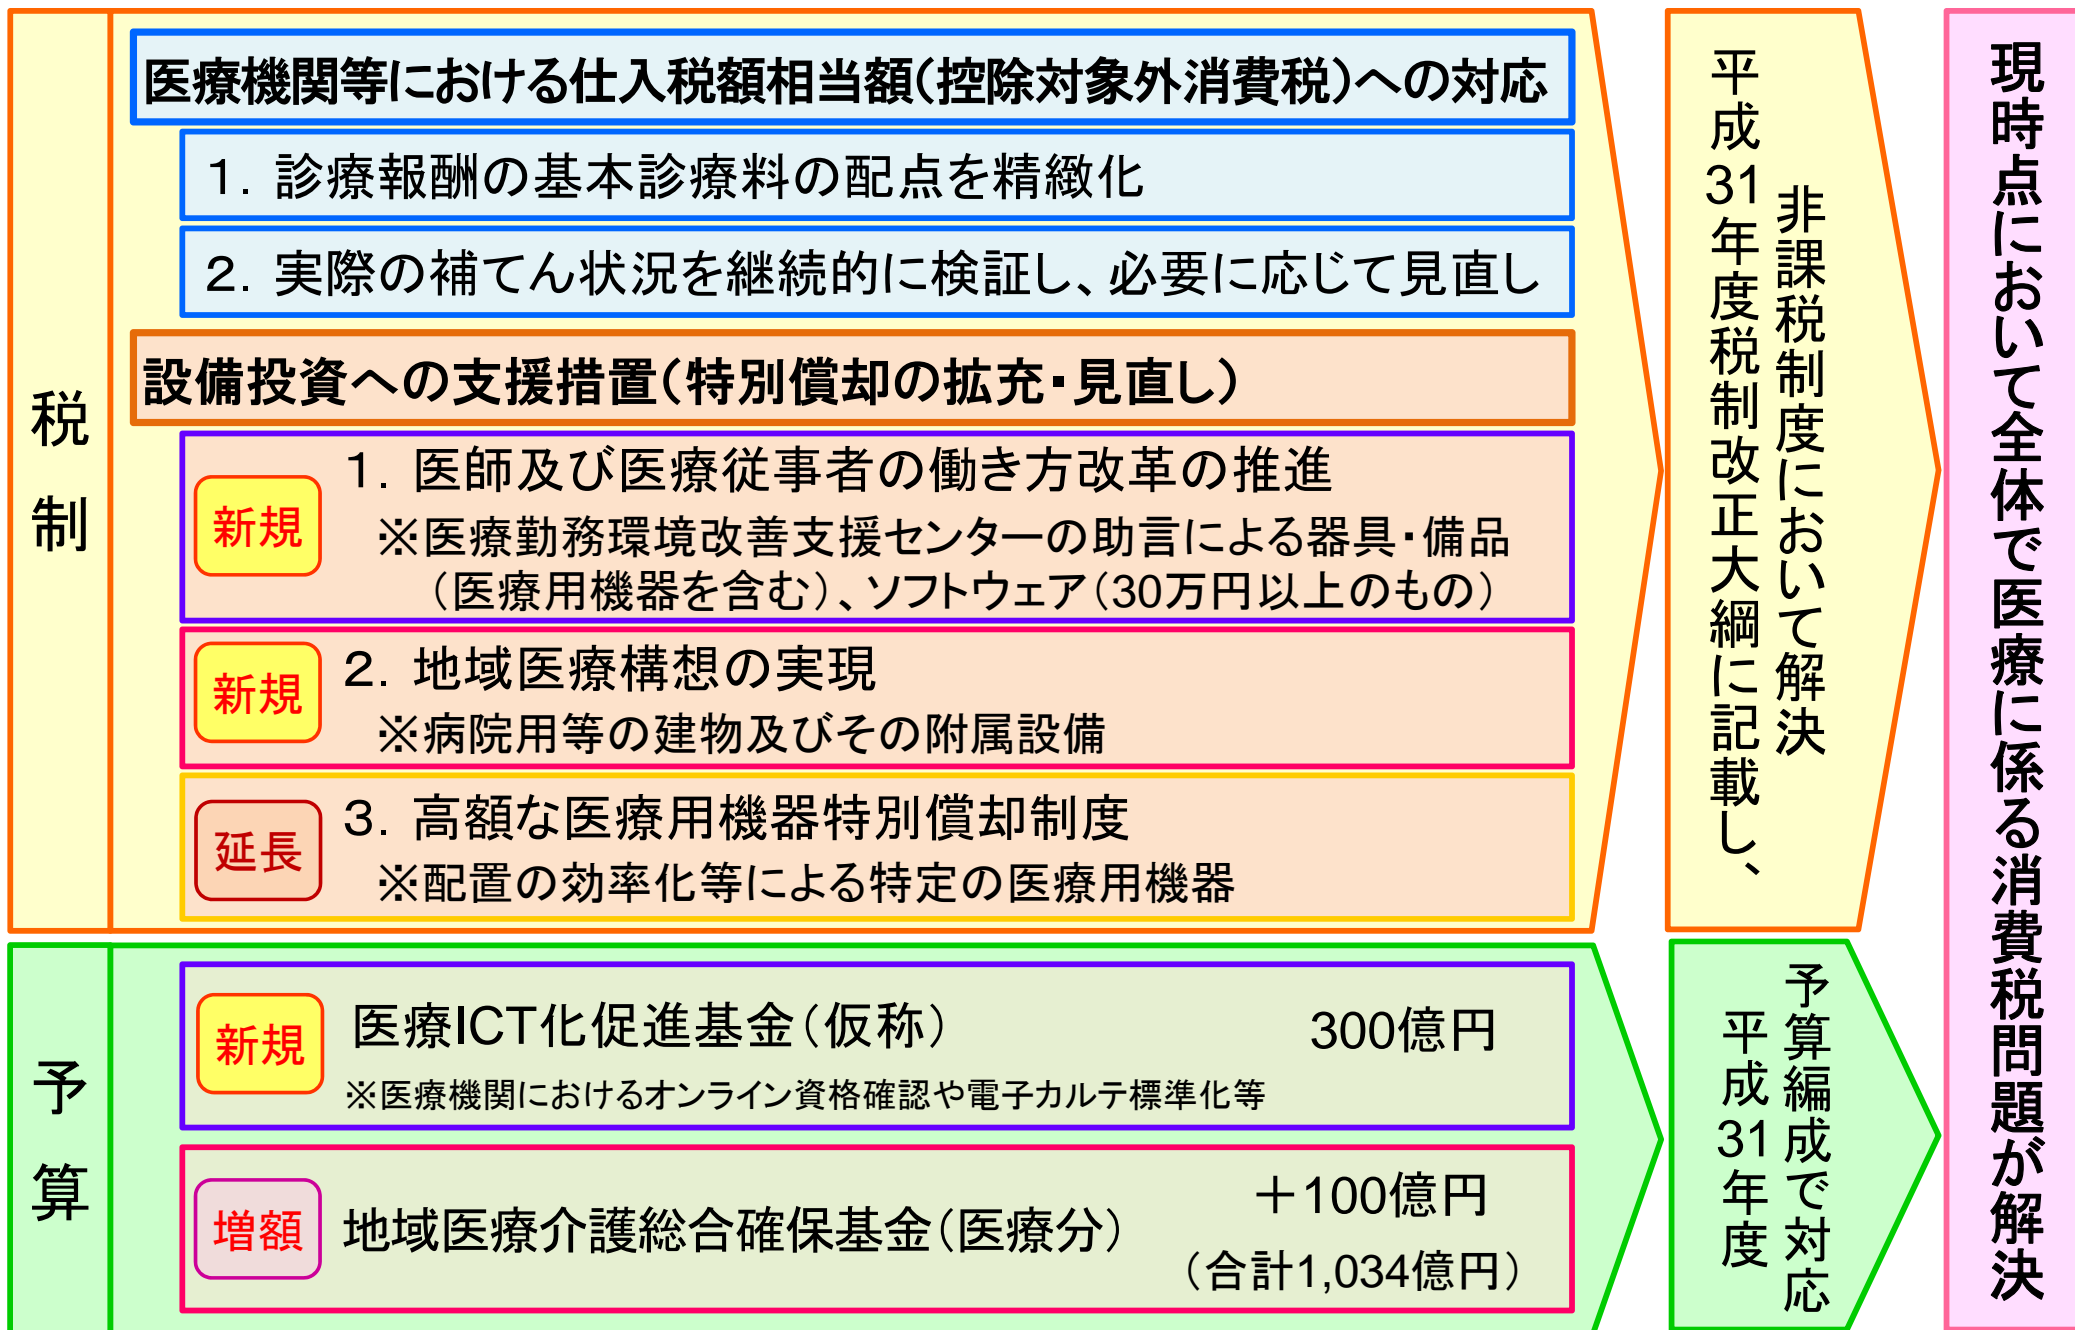 税制
医療機関等における仕入税額相当額(控除対象外消費税)への対応
1. 診療報酬の基本診療料の配点を精緻化
2. 実際の補てん状況を継続的に検証し、必要に応じて見直し
設備投資への支援措置(特別償却の拡充・見直し)
新規
1. 医師及び医療従事者の働き方改革の推進
※医療勤務環境改善支援センターの助言による器具・備品
(医療用機器を含む)、ソフトウェア(30万円以上のもの)
新規
2. 地域医療構想の実現
※病院用等の建物及びその附属設備
延長
3. 高額な医療用機器特別償却制度
※配置の効率化等による特定の医療用機器
平成31年度税制改正大綱に記載し、
非課税制度において解決
予算
新規
医療ICT化促進基金(仮称) 300億円
※医療機関におけるオンライン資格確認や電子カルテ標準化等
増額
地域医療介護総合確保基金(医療分)
+100億円
(合計1,034億円)
平成31年度
予算編成で対応
現時点において全体で医療に係る消費税問題が解決